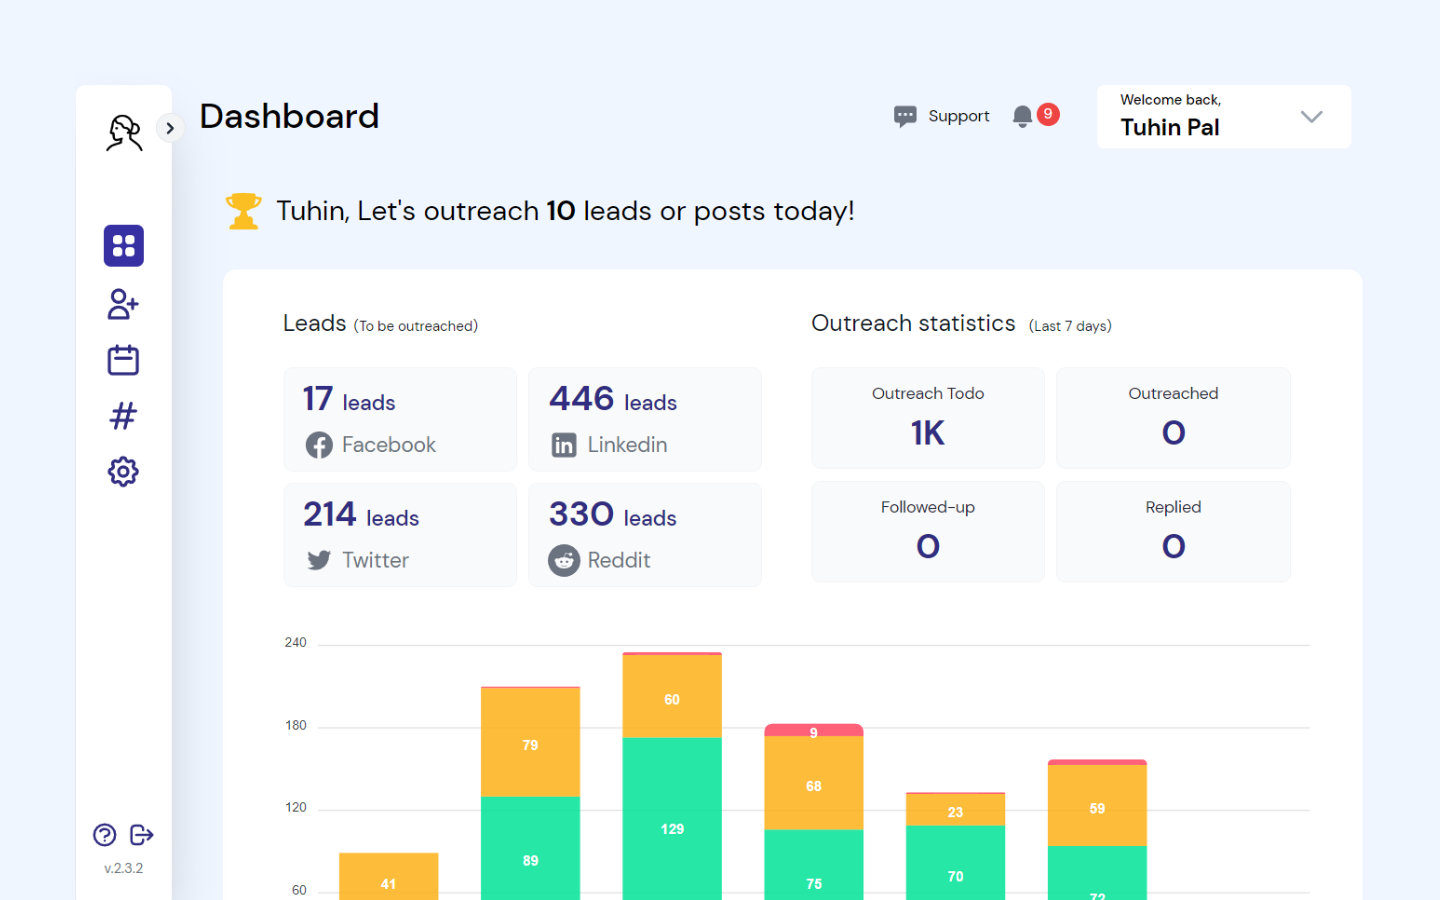 Dashboard
Support
9
Welcome back,
Tuhin Pal
Tuhin, Let's outreach 10 leads or posts today!
Leads (To be outreached)
17 leads
Facebook
446 leads
Linkedin
214 leads
Twitter
330 leads
Reddit
Outreach statistics (Last 7 days)
Outreach Todo
1K
Outreached
0
Followed-up
0
Replied
0
240
180
120
60
41
79
89
60
129
9
68
75
23
70
59
72
v.2.3.2